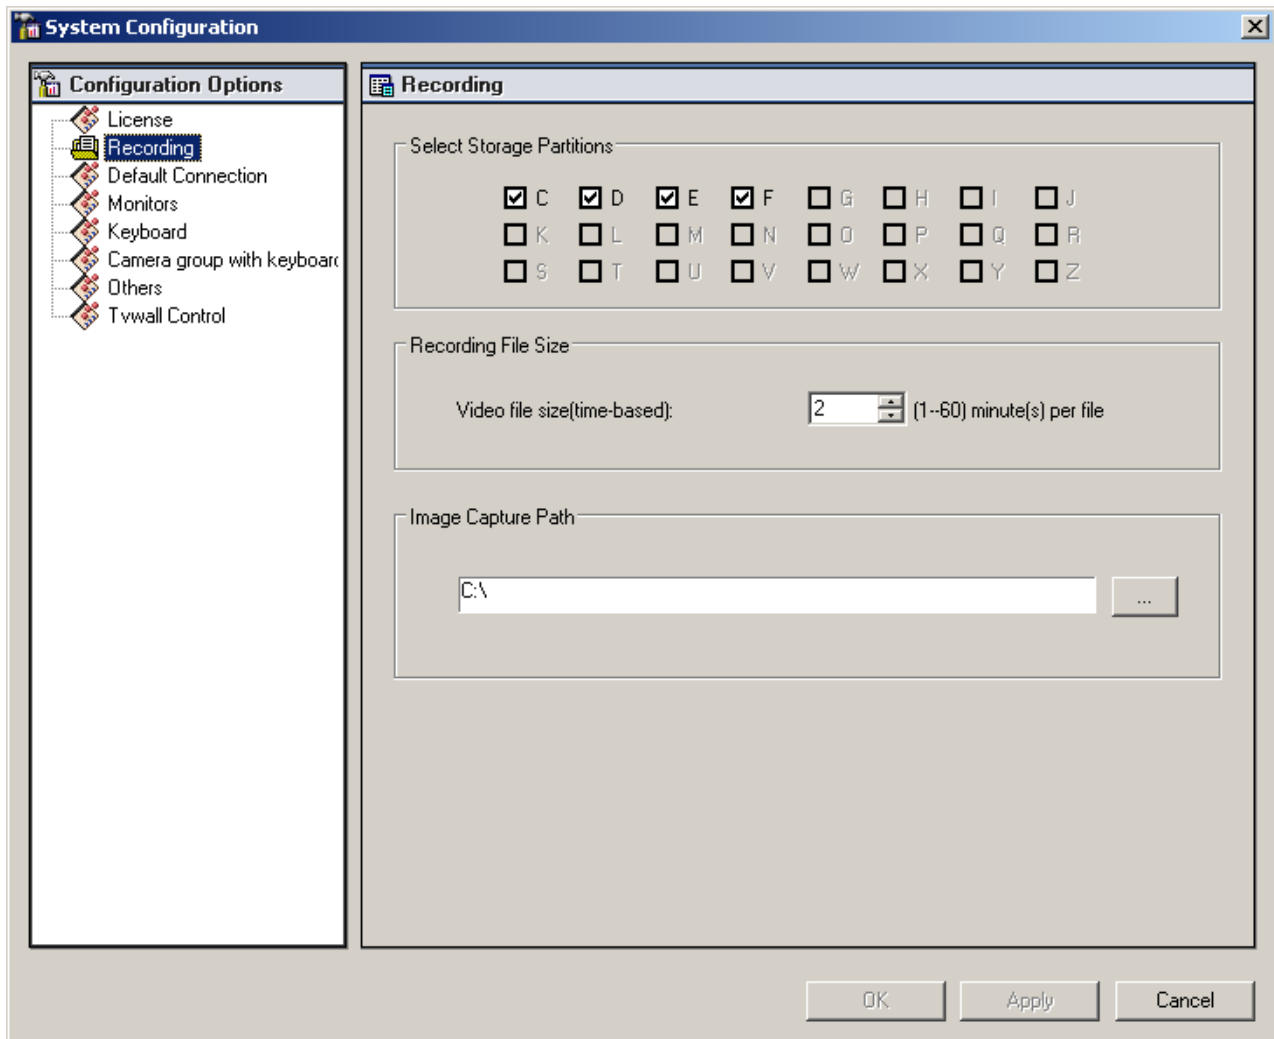 System Configuration
Configuration Options
License
Recording
Default Connection
Monitors
Keyboard
Camera group with keyboar
Others
Tvwall Control
Recording
Select Storage Partitions
C D E F G H I J
K L M N O P Q R
S T U V W X Y Z
Recording File Size
Video file size(time-based): 2 (1--60) minute(s) per file
Image Capture Path
C:\
...
OK Apply Cancel